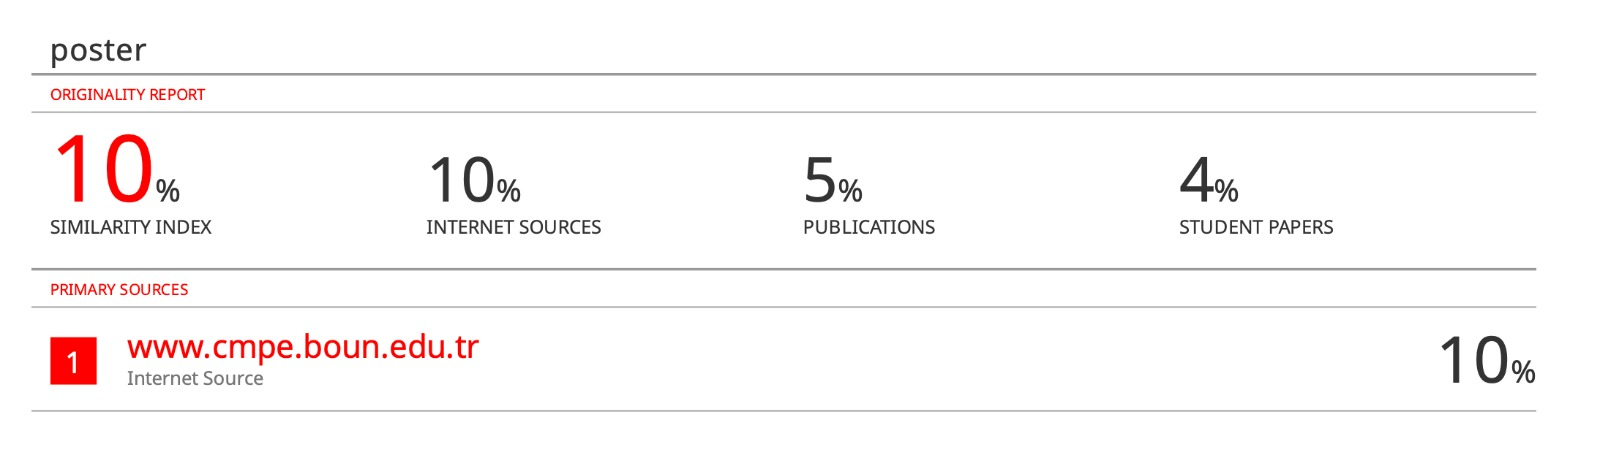 poster
ORIGINALITY REPORT
10% 10% 5% 4%
SIMILARITY INDEX INTERNET SOURCES PUBLICATIONS STUDENT PAPERS
PRIMARY SOURCES
1 www.cmpe.boun.edu.tr 10%
Internet Source